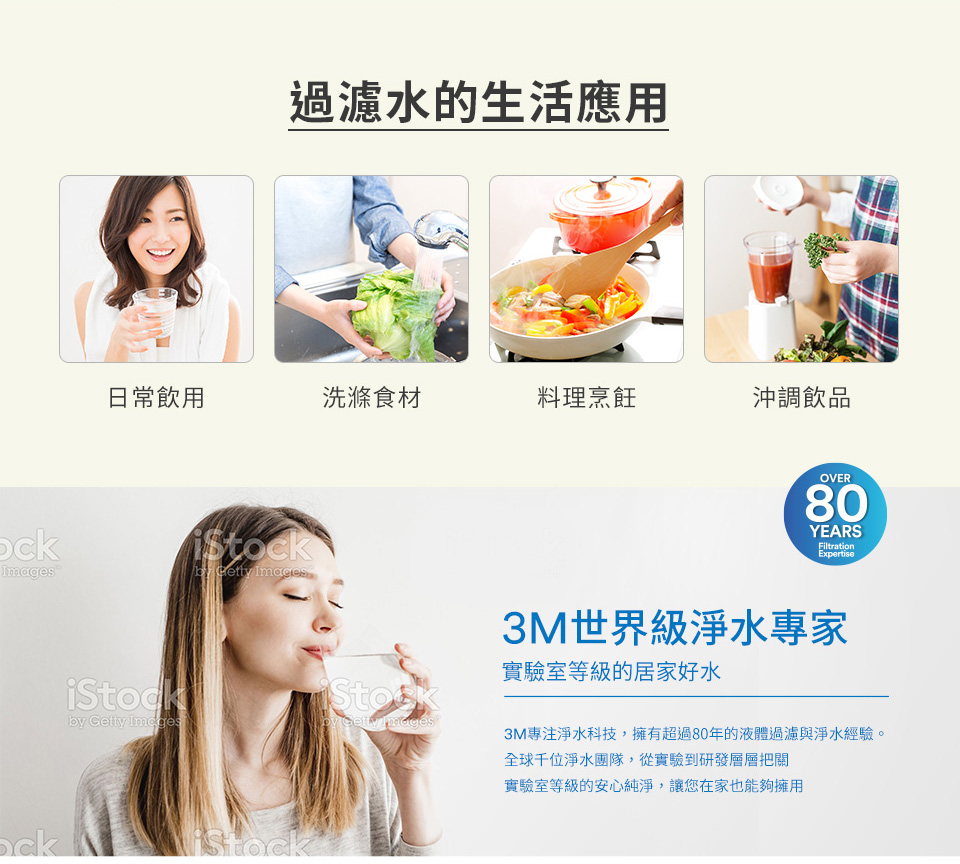 過濾水的生活應用
日常飲用
洗滌食材
料理烹飪
沖調飲品
OVER
80
YEARS
Filtration
Expertise
ock
Images
iStock
by Getty Images
3M世界級淨水專家
實驗室等級的居家好水
iStock
by Getty Images
iStock
by Getty Images
3M專注淨水科技，擁有超過80年的液體過濾與淨水經驗。
全球千位淨水團隊，從實驗到研發層層把關
實驗室等級的安心純淨，讓您在家也能夠擁用
ock
iStock